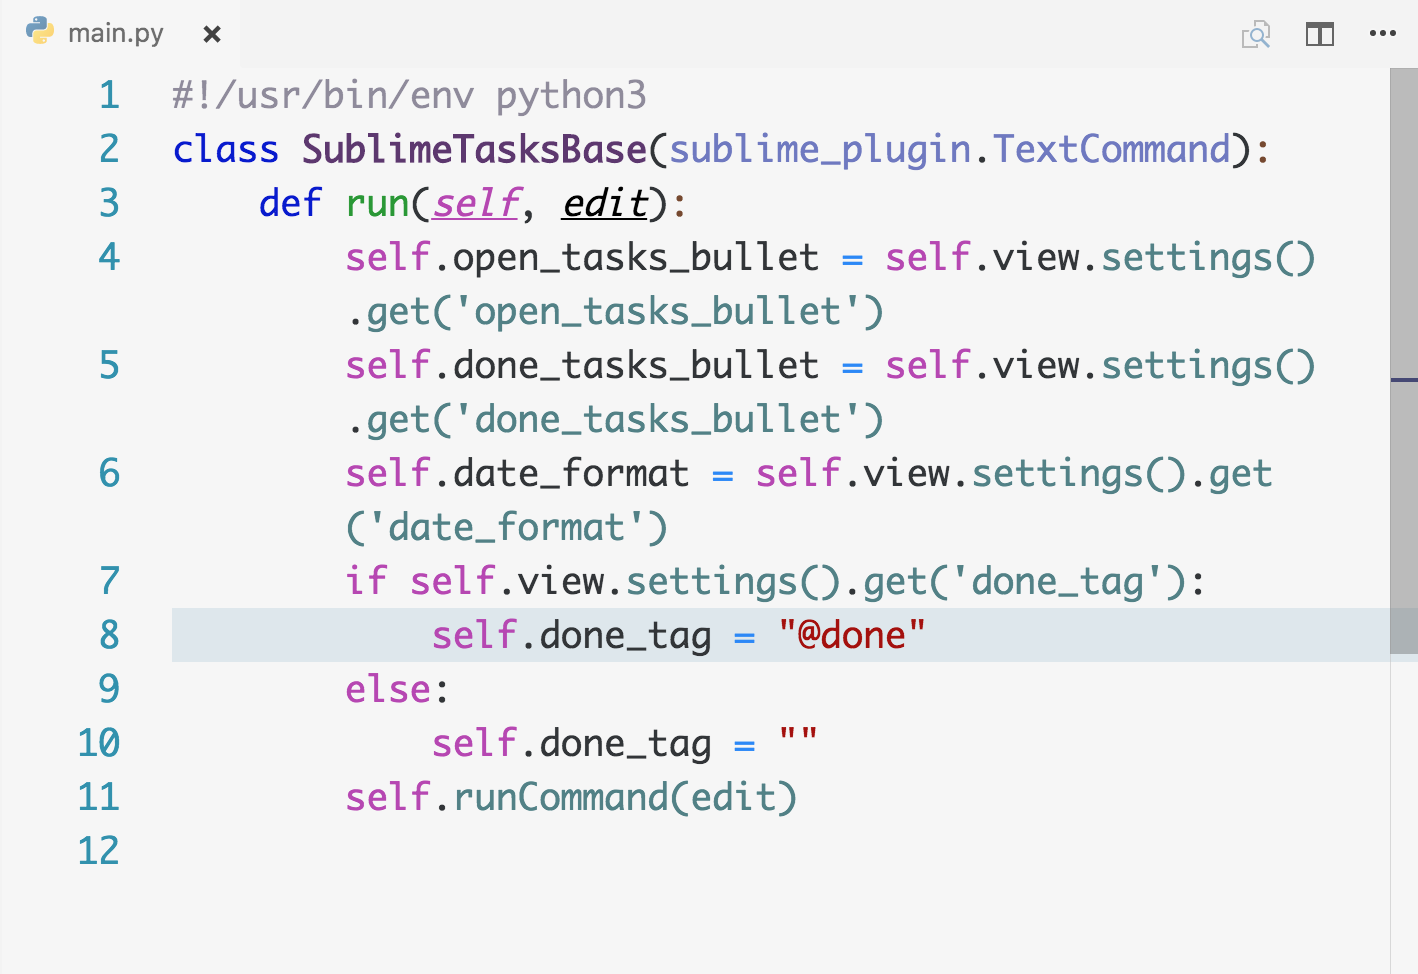 main.py
1 #!/usr/bin/env python3
2 class SublimeTasksBase(sublime_plugin.TextCommand):
3     def run(self, edit):
4         self.open_tasks_bullet = self.view.settings()
        .get('open_tasks_bullet')
5         self.done_tasks_bullet = self.view.settings()
        .get('done_tasks_bullet')
6         self.date_format = self.view.settings().get
        ('date_format')
7         if self.view.settings().get('done_tag'):
8             self.done_tag = "@done"
9         else:
10             self.done_tag = ""
11         self.runCommand(edit)
12